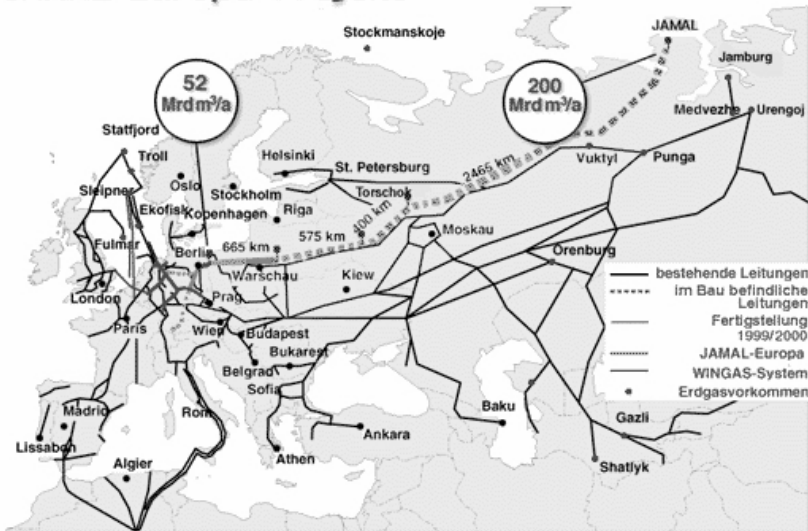 Stockmanskoje
JAMAL
Jamburg
52
Mrd m³/a
200
Mrd m³/a
Medvezhe
Urengoj
Statfjord
Troll
Helsinki
St. Petersburg
2465 km
Vuktyl
Punga
Sleipner
Oslo
Stockholm
Torschok
Ekofisk
Kopenhagen
Riga
400 km
Fulmar
575 km
Moskau
665 km
Berlin
Orenburg
Warschau
Kiew
London
Prag
Paris
Wien
Budapest
Bukarest
Belgrad
Sofia
Madrid
Rom
Baku
Gazli
Lissabon
Ankara
Algier
Athen
Shatlyk
bestehende Leitungen
im Bau befindliche
Leitungen
Fertigstellung
1999/2000
JAMAL-Europa
WINGAS-System
Erdgasvorkommen